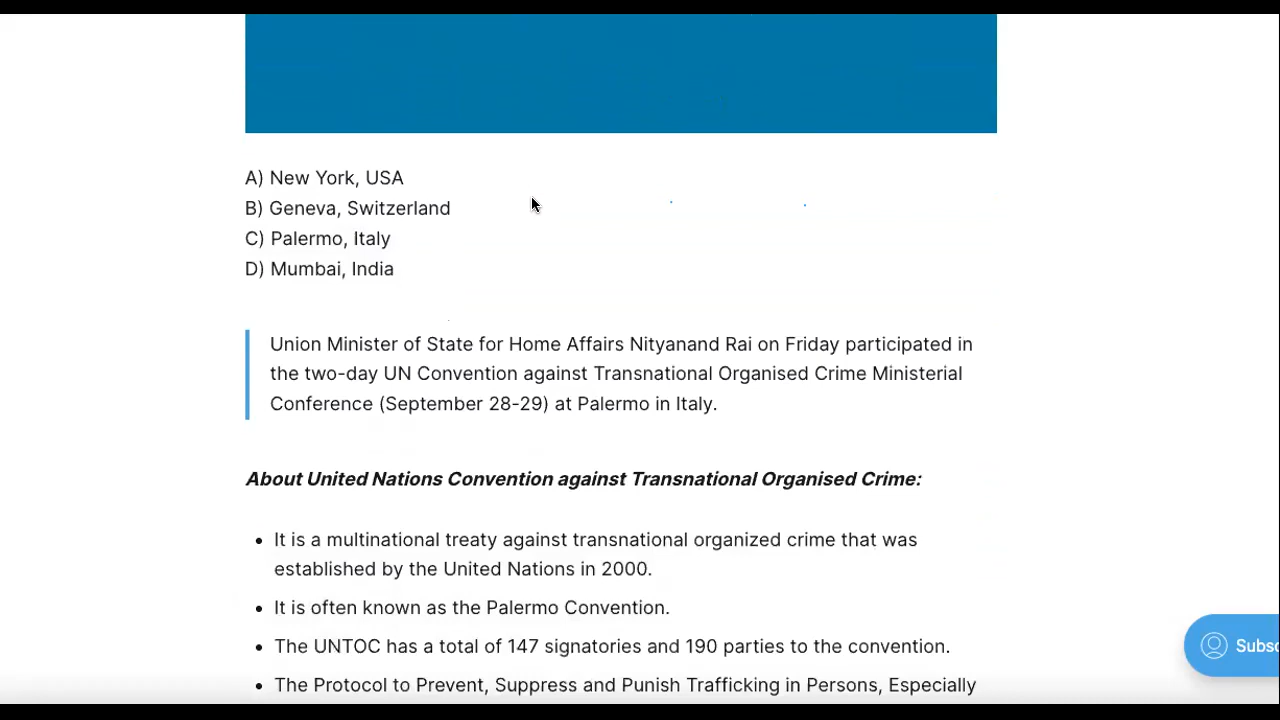 A) New York, USA
B) Geneva, Switzerland
C) Palermo, Italy
D) Mumbai, India
Union Minister of State for Home Affairs Nityanand Rai on Friday participated in
the two-day UN Convention against Transnational Organised Crime Ministerial
Conference (September 28-29) at Palermo in Italy.
About United Nations Convention against Transnational Organised Crime:
• It is a multinational treaty against transnational organized crime that was
established by the United Nations in 2000.
• It is often known as the Palermo Convention.
• The UNTOC has a total of 147 signatories and 190 parties to the convention.
Subsc
• The Protocol to Prevent, Suppress and Punish Trafficking in Persons, Especially